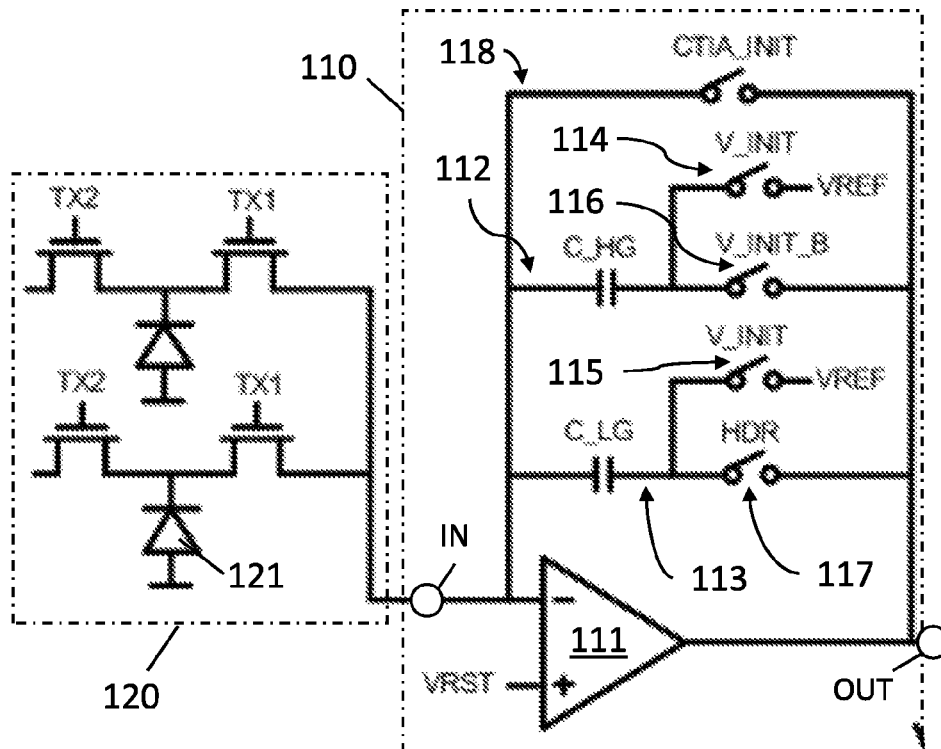 118
CTIA_INIT
110
114
V_INIT
VREF
112
116
TX2
TX1
C_HG
V_INIT_B
V_INIT
115
VREF
TX2
TX1
C_LG
HDR
IN
121
113
117
111
−
VRST
+
120
OUT